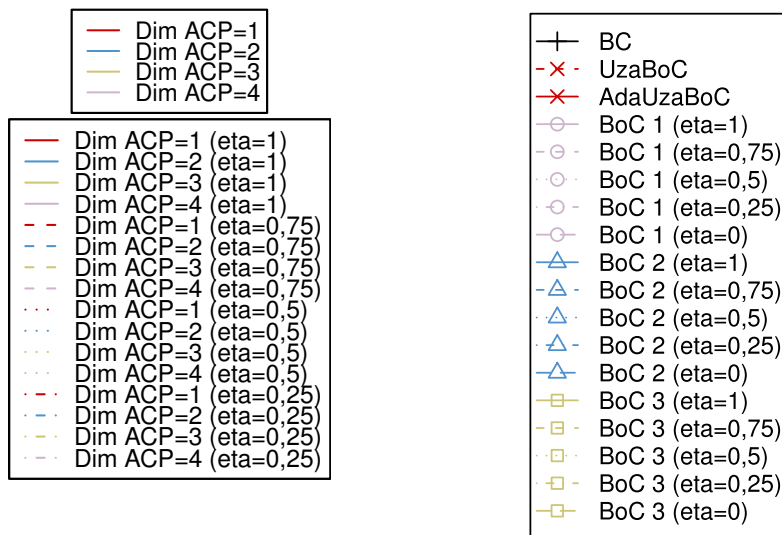 Dim ACP=1
Dim ACP=2
Dim ACP=3
Dim ACP=4
Dim ACP=1 (eta=1)
Dim ACP=2 (eta=1)
Dim ACP=3 (eta=1)
Dim ACP=4 (eta=1)
Dim ACP=1 (eta=0,75)
Dim ACP=2 (eta=0,75)
Dim ACP=3 (eta=0,75)
Dim ACP=4 (eta=0,75)
Dim ACP=1 (eta=0,5)
Dim ACP=2 (eta=0,5)
Dim ACP=3 (eta=0,5)
Dim ACP=4 (eta=0,5)
Dim ACP=1 (eta=0,25)
Dim ACP=2 (eta=0,25)
Dim ACP=3 (eta=0,25)
Dim ACP=4 (eta=0,25)
BC
UzaBoC
AdaUzaBoC
BoC 1 (eta=1)
BoC 1 (eta=0,75)
BoC 1 (eta=0,5)
BoC 1 (eta=0,25)
BoC 1 (eta=0)
BoC 2 (eta=1)
BoC 2 (eta=0,75)
BoC 2 (eta=0,5)
BoC 2 (eta=0,25)
BoC 2 (eta=0)
BoC 3 (eta=1)
BoC 3 (eta=0,75)
BoC 3 (eta=0,5)
BoC 3 (eta=0,25)
BoC 3 (eta=0)